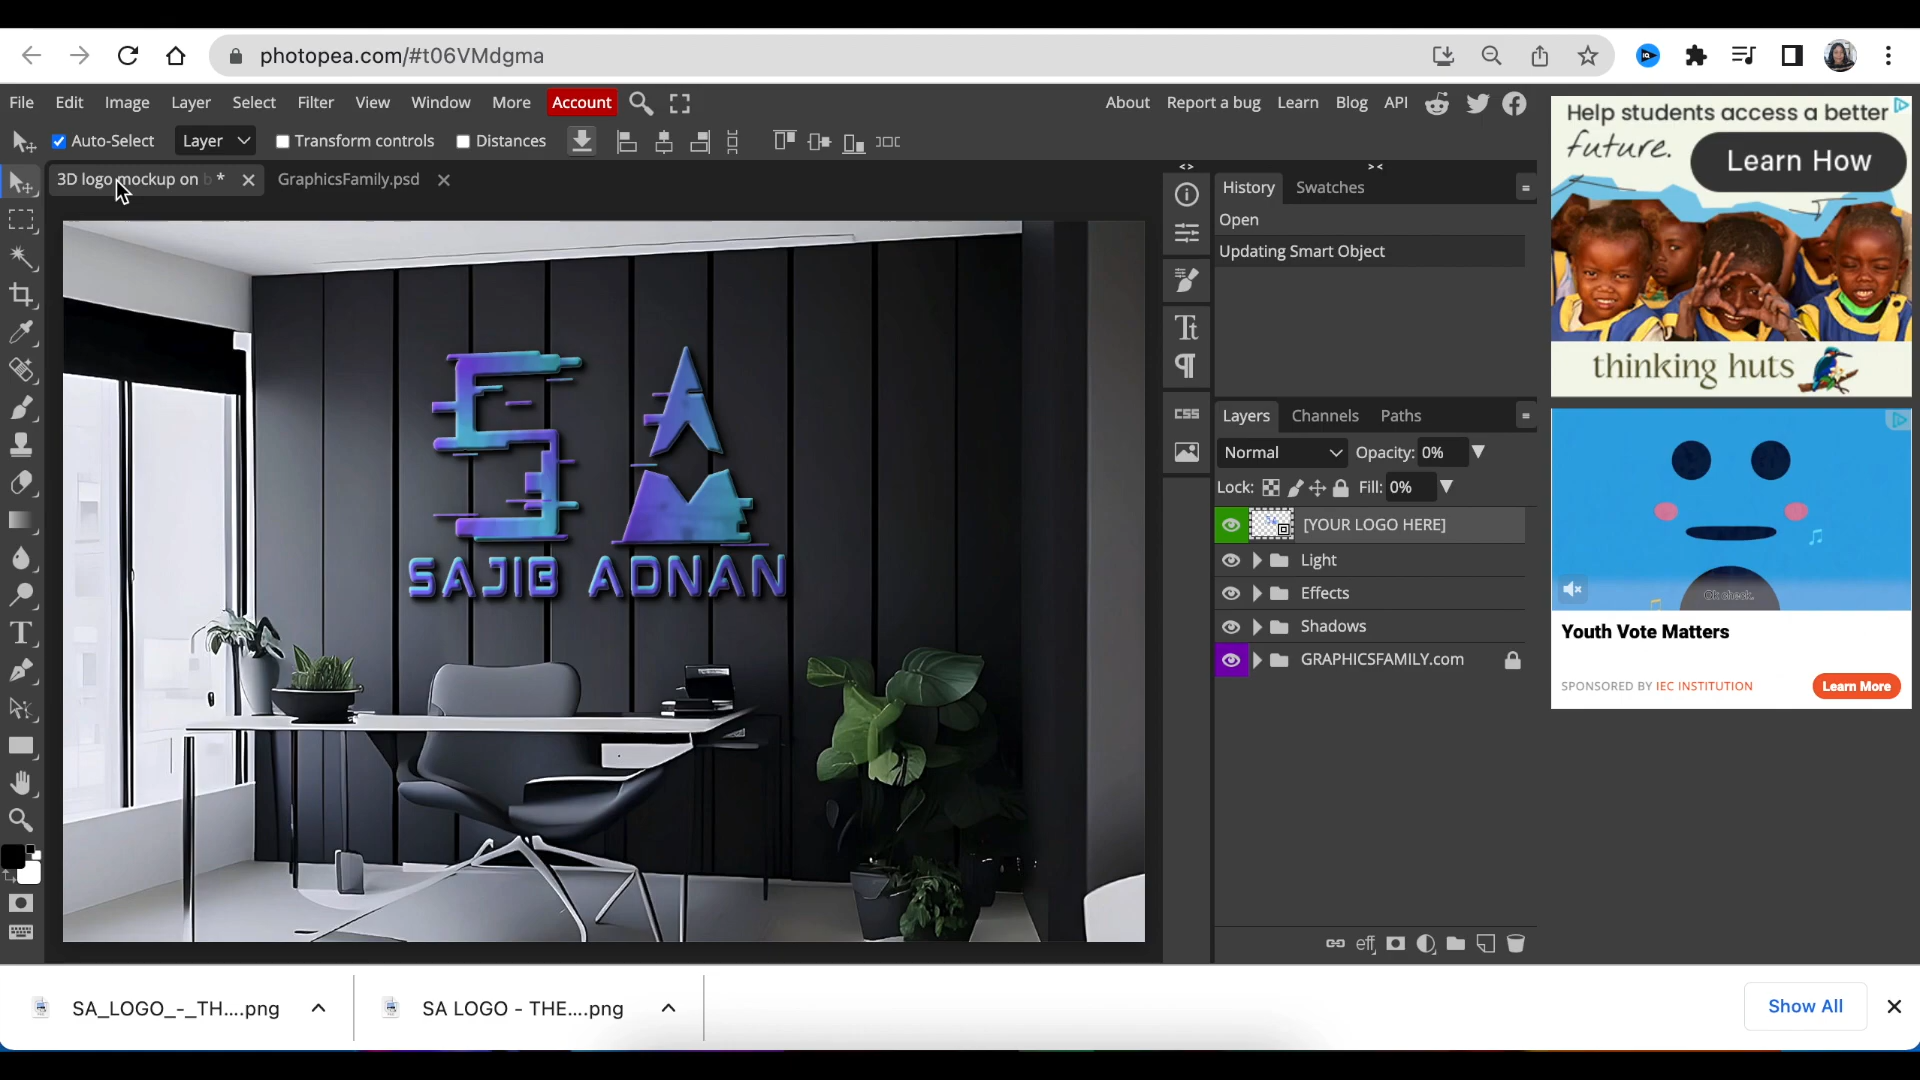 photopea.com/#t06VMdgma
File Edit Image Layer Select Filter View Window More Account
About Report a bug Learn Blog API
Auto-Select Layer Transform controls Distances
3D logo mockup on b *
GraphicsFamily.psd
History Swatches
Open
Updating Smart Object
SAJIB ADNAN
Tt
CSS
Layers Channels Paths
Normal Opacity: 0%
Lock: Fill: 0%
[YOUR LOGO HERE]
Light
Effects
Shadows
GRAPHICSFAMILY.com
eff
Help students access a better
future.
Learn How
thinking huts
Ok check.
Youth Vote Matters
SPONSORED BY IEC INSTITUTION
Learn More
SA_LOGO_-_TH....png
SA LOGO - THE....png
Show All